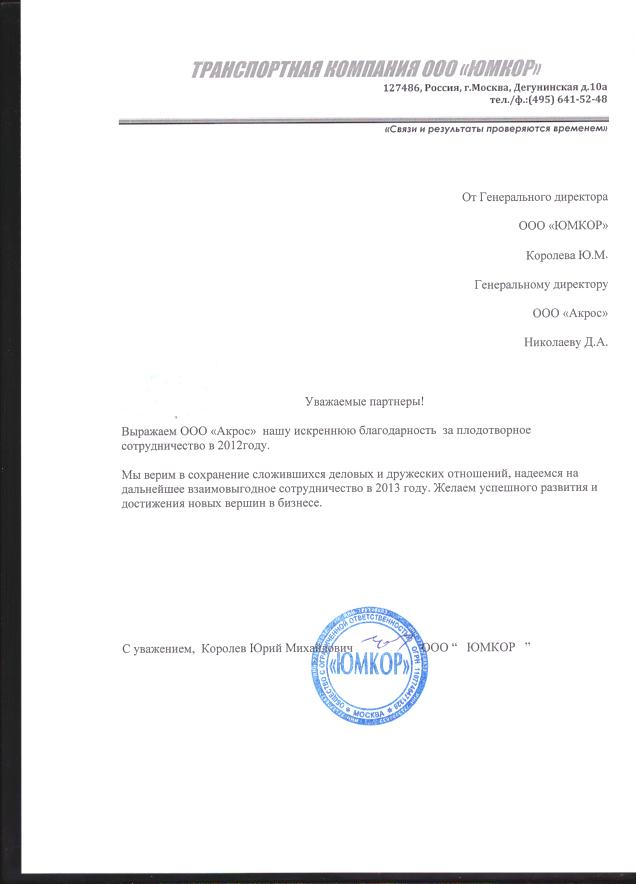 ТРАНСПОРТНАЯ КОМПАНИЯ ООО «ЮМКОР»
127486, Россия, г.Москва, Дегунинская д.10а
тел./ф.:(495) 641-52-48
«Связи и результаты проверяются временем»
От Генерального директора
ООО «ЮМКОР»
Королева Ю.М.
Генеральному директору
ООО «Акрос»
Николаеву Д.А.
Уважаемые партнеры!
Выражаем ООО «Акрос»  нашу искреннюю благодарность  за плодотворное
сотрудничество в 2012году.
Мы верим в сохранение сложившихся деловых и дружеских отношений, надеемся на
дальнейшее взаимовыгодное сотрудничество в 2013 году. Желаем успешного развития и
достижения новых вершин в бизнесе.
С уважением,  Королев Юрий Михайлович ООО “   ЮМКОР   ”
ОБЩЕСТВО С ОГРАНИЧЕННОЙ ОТВЕТСТВЕННОСТЬЮ
ОГРН
«ЮМКОР»
МОСКВА